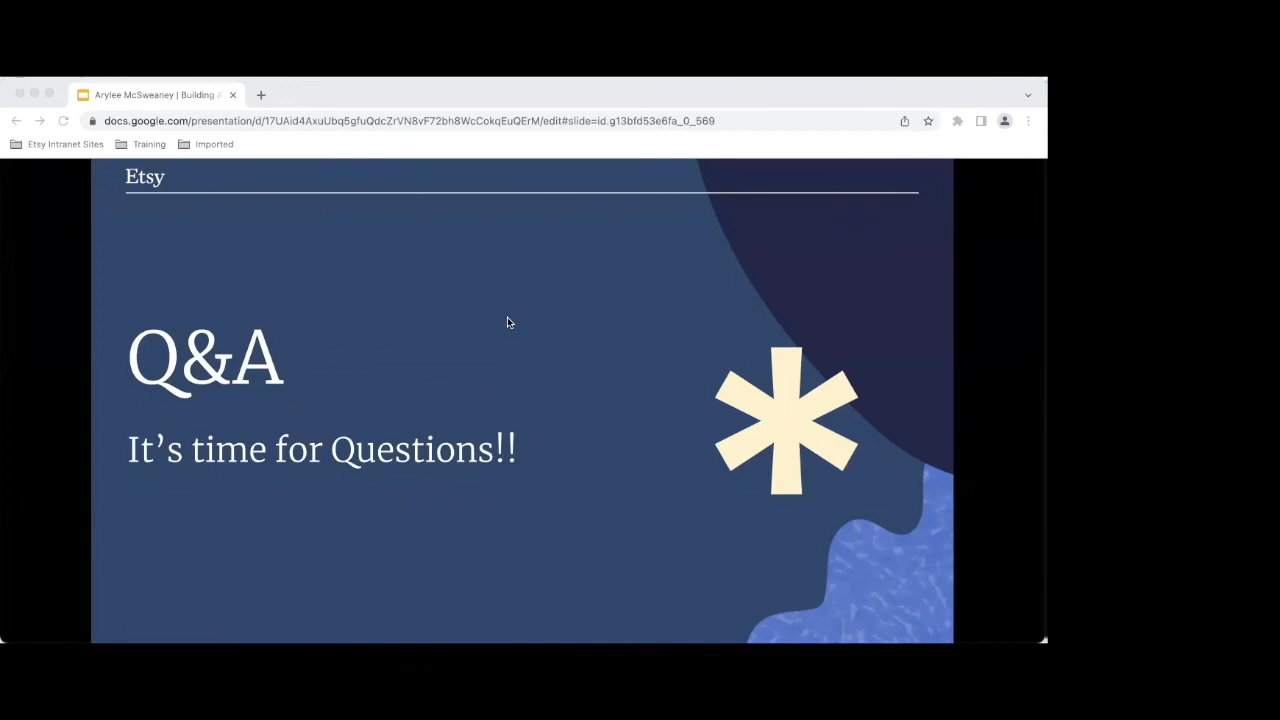 Arylee McSweaney | Building
docs.google.com/presentation/d/17UAid4AxuUbq5gfuQdcZrVN8vF72bh8WcCokqEuQErM/edit#slide=id.g13bfd53e6fa_0_569
Etsy Intranet Sites Training Imported
Etsy
Q&A
It’s time for Questions!!